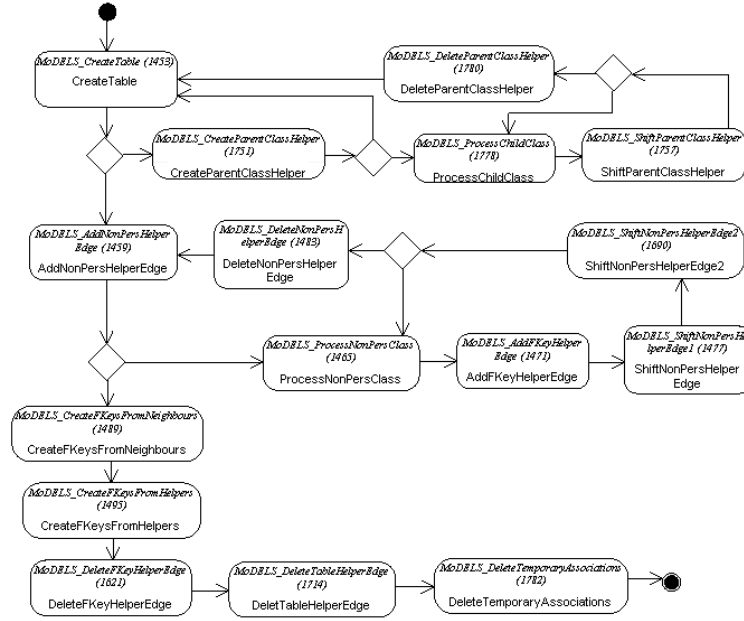 MoDELS_CreateTable (1453)
CreateTable
MoDELS_DeleteParentClassHelper
(1780)
DeleteParentClassHelper
MoDELS_CreateParentClassHelper
(1751)
CreateParentClassHelper
MoDELS_ProcessChildClass
(1778)
ProcessChildClass
MoDELS_ShiftParentClassHelper
(1757)
ShiftParentClassHelper
MoDELS_AddNonPersHelper
Edge (1459)
AddNonPersHelperEdge
MoDELS_DeleteNonPersH
elperEdge (1483)
DeleteNonPersHelper
Edge
MoDELS_ShiftNonPersHelperEdge2
(1690)
ShiftNonPersHelperEdge2
MoDELS_ProcessNonPersClass
(1465)
ProcessNonPersClass
MoDELS_AddFKeyHelper
Edge (1471)
AddFKeyHelperEdge
MoDELS_ShiftNonPersHe
lperEdge1 (1477)
ShiftNonPersHelper
Edge
MoDELS_CreateFKeysFromNeighbours
(1489)
CreateFKeysFromNeighbours
MoDELS_CreateFKeysFromHelpers
(1495)
CreateFKeysFromHelpers
MoDELS_DeleteFKeyHelperEdge
(1621)
DeleteFKeyHelperEdge
MoDELS_DeleteTableHelperEdge
(1714)
DeletTableHelperEdge
MoDELS_DeleteTemporaryAssociations
(1782)
DeleteTemporaryAssociations